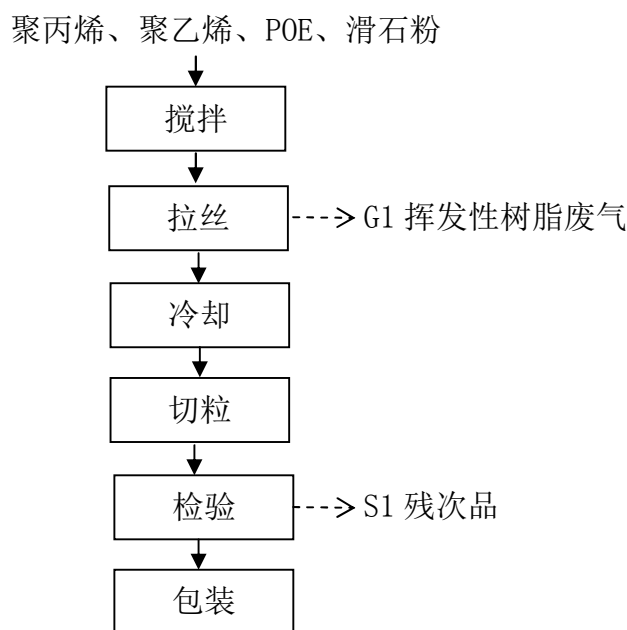 聚丙烯、聚乙烯、POE、滑石粉
搅拌
拉丝
G1 挥发性树脂废气
冷却
切粒
检验
S1 残次品
包装